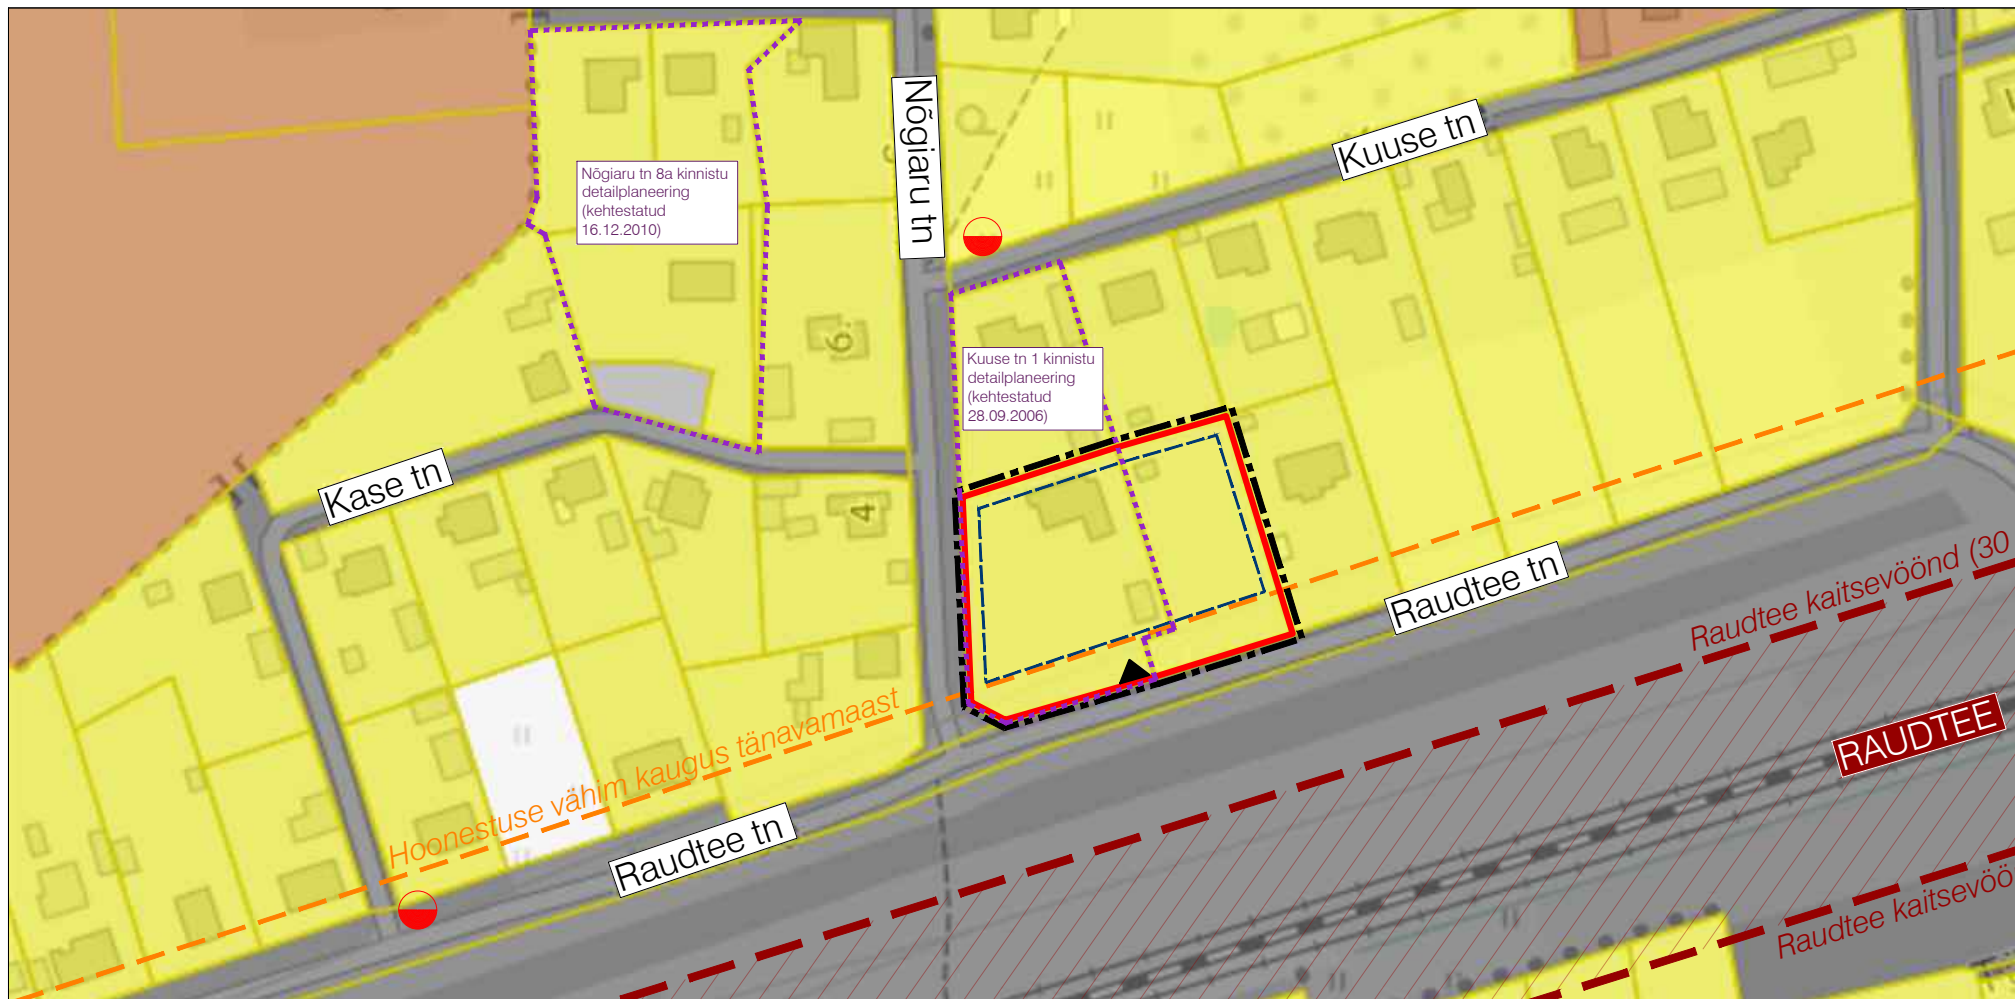 Nõgiaru tn
Kuuse tn
Nõgiaru tn 8a kinnistu
detailplaneering
(kehtestatud
16.12.2010)
6
Kuuse tn 1 kinnistu
detailplaneering
(kehtestatud
28.09.2006)
Kase tn
4
Raudtee tn
Raudtee kaitsevöönd (30
Hoonestuse vähim kaugus tänavamaast
RAUDTEE
Raudtee tn
Raudtee kaitsevöö